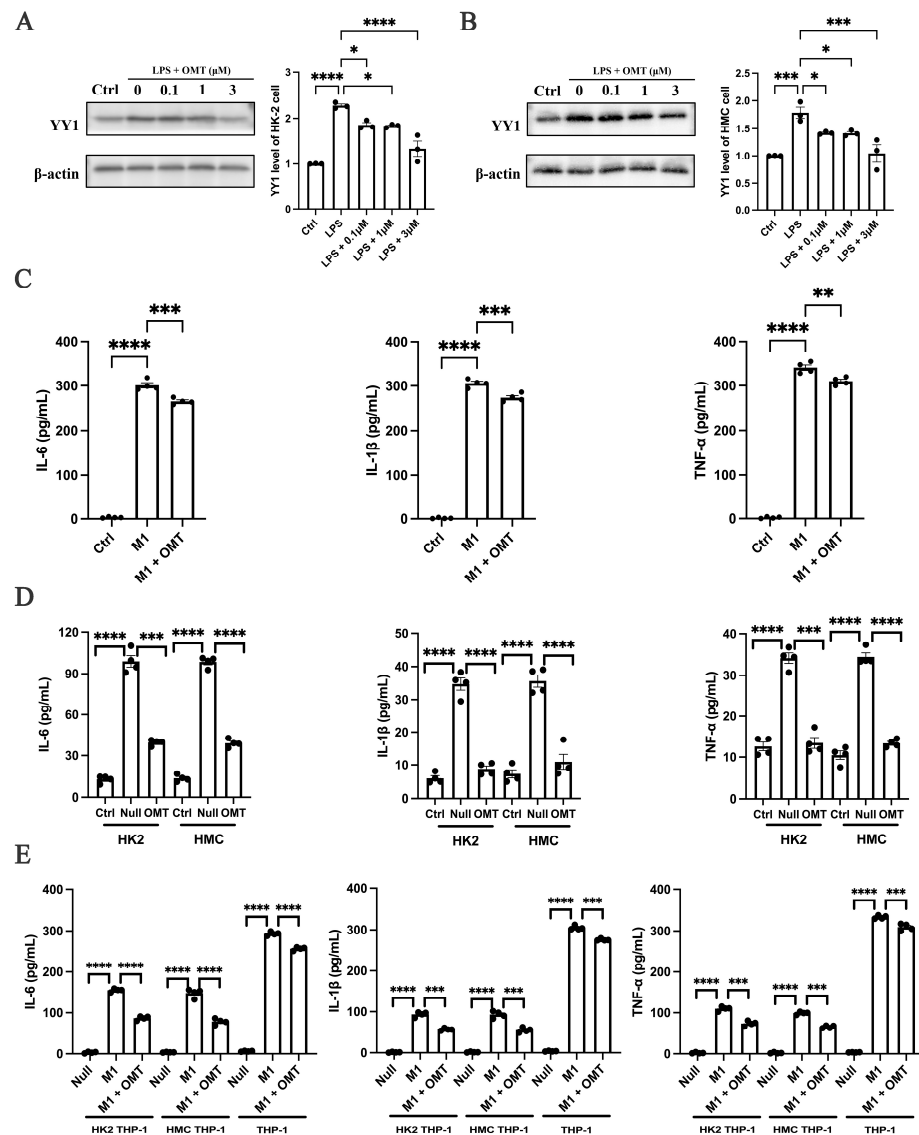 A
LPS + OMT (μM)
Ctrl 0 0.1 1 3
YY1
β-actin
YY1 level of HK-2 cell
3
2
1
0
**** * * ****
Ctrl
LPS
LPS + 0.1μM
LPS + 1μM
LPS + 3μM
B
LPS + OMT (μM)
Ctrl 0 0.1 1 3
YY1
β-actin
YY1 level of HMC cell
2.5
2.0
1.5
1.0
0.5
0.0
*** * * ***
Ctrl
LPS
LPS + 0.1μM
LPS + 1μM
LPS + 3μM
C
IL-6 (pg/mL)
400
300
200
100
0
**** ***
Ctrl
M1
M1 + OMT
IL-1β (pg/mL)
400
300
200
100
0
**** ***
Ctrl
M1
M1 + OMT
TNF-α (pg/mL)
400
300
200
100
0
**** **
Ctrl
M1
M1 + OMT
D
IL-6 (pg/mL)
120
90
60
30
0
**** *** **** ****
Ctrl Null OMT Ctrl Null OMT
HK2 HMC
IL-1β (pg/mL)
50
40
30
20
10
0
**** **** **** ****
Ctrl Null OMT Ctrl Null OMT
HK2 HMC
TNF-α (pg/mL)
40
30
20
10
0
**** *** **** ****
Ctrl Null OMT Ctrl Null OMT
HK2 HMC
E
IL-6 (pg/mL)
400
300
200
100
0
**** **** **** **** **** ****
Null M1 M1 + OMT Null M1 M1 + OMT Null M1 M1 + OMT
HK2 THP-1 HMC THP-1 THP-1
IL-1β (pg/mL)
400
300
200
100
0
**** *** **** *** **** ***
Null M1 M1 + OMT Null M1 M1 + OMT Null M1 M1 + OMT
HK2 THP-1 HMC THP-1 THP-1
TNF-α (pg/mL)
400
300
200
100
0
**** *** **** *** **** ***
Null M1 M1 + OMT Null M1 M1 + OMT Null M1 M1 + OMT
HK2 THP-1 HMC THP-1 THP-1